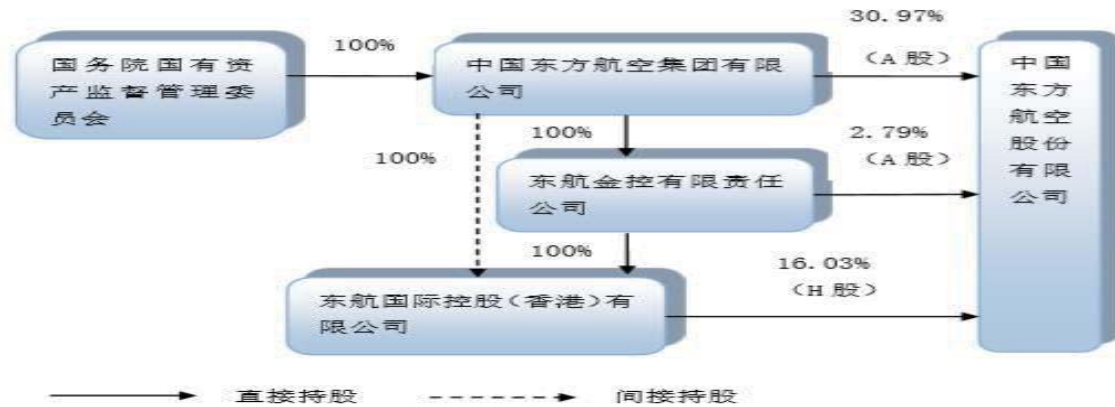 30.97%
（A 股）
国务院国有资
产监督管理委
员会
100%
中国东方航空集团有限
公司
中国
东方
航空
股份
有限
公司
100%
100%
2.79%
（A 股）
东航金控有限责任
公司
100%
16.03%
（H 股）
东航国际控股（香港）有
限公司
直接持股
间接持股